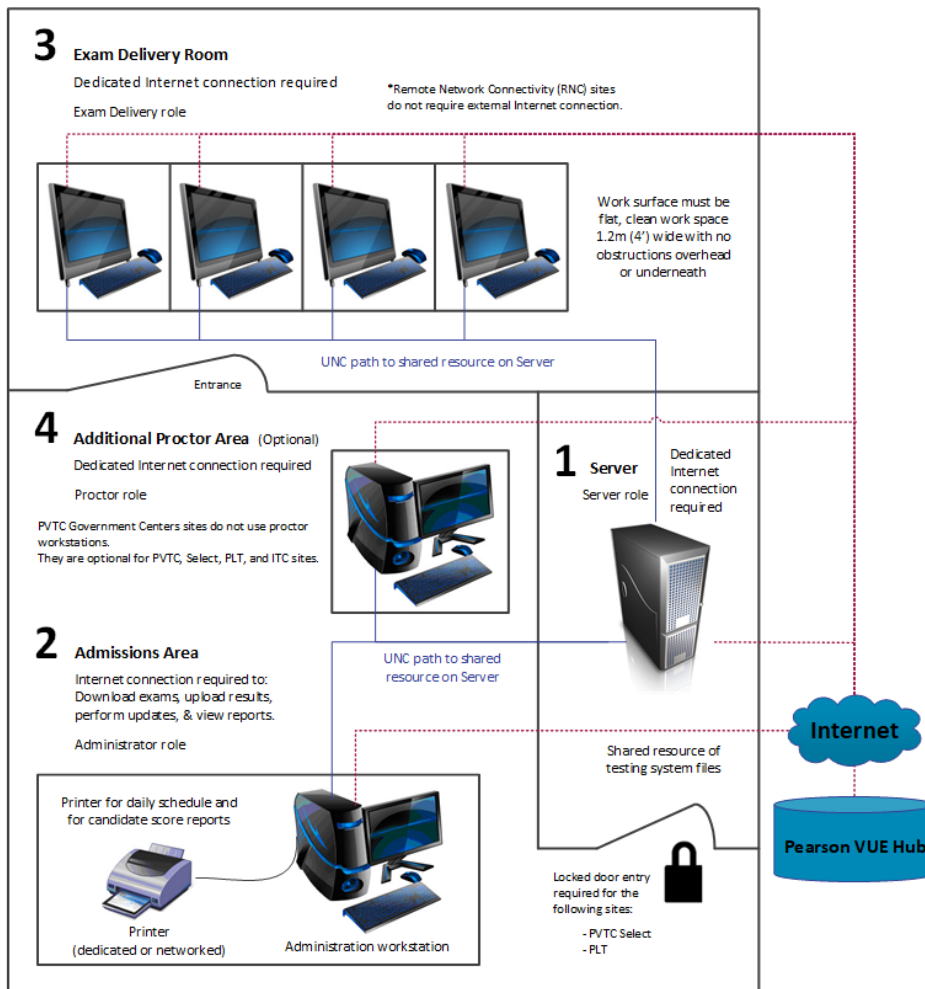 3 Exam Delivery Room
Dedicated Internet connection required
Exam Delivery role
*Remote Network Connectivity (RNC) sites
do not require external Internet connection.
Work surface must be
flat, clean work space
1.2m (4') wide with no
obstructions overhead
or underneath
UNC path to shared resource on Server
Entrance
4 Additional Proctor Area (Optional)
Dedicated Internet connection required
Proctor role
PVTC Government Centers sites do not use proctor
workstations.
They are optional for PVTC, Select, PLT, and ITC sites.
1 Server
Server role
Dedicated
Internet
connection
required
2 Admissions Area
Internet connection required to:
Download exams, upload results,
perform updates, & view reports.
Administrator role
UNC path to shared
resource on Server
Shared resource of
testing system files
Internet
Pearson VUE Hub
Printer for daily schedule and
for candidate score reports
Printer
(dedicated or networked)
Administration workstation
Locked door entry
required for the
following sites:
- PVTC Select
- PLT